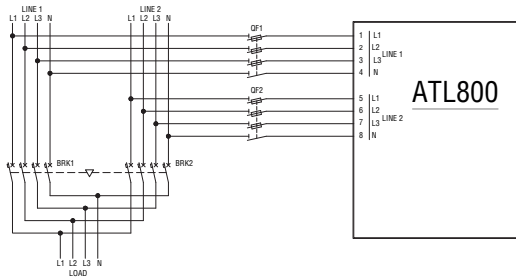 LINE 1 LINE 2
L1 L2 L3 N L1 L2 L3 N
QF1
1 L1
2 L2
3 L3 LINE 1
4 N
QF2
5 L1
6 L2
7 L3 LINE 2
8 N
ATL800
BRK1 BRK2
L1 L2 L3 N
LOAD